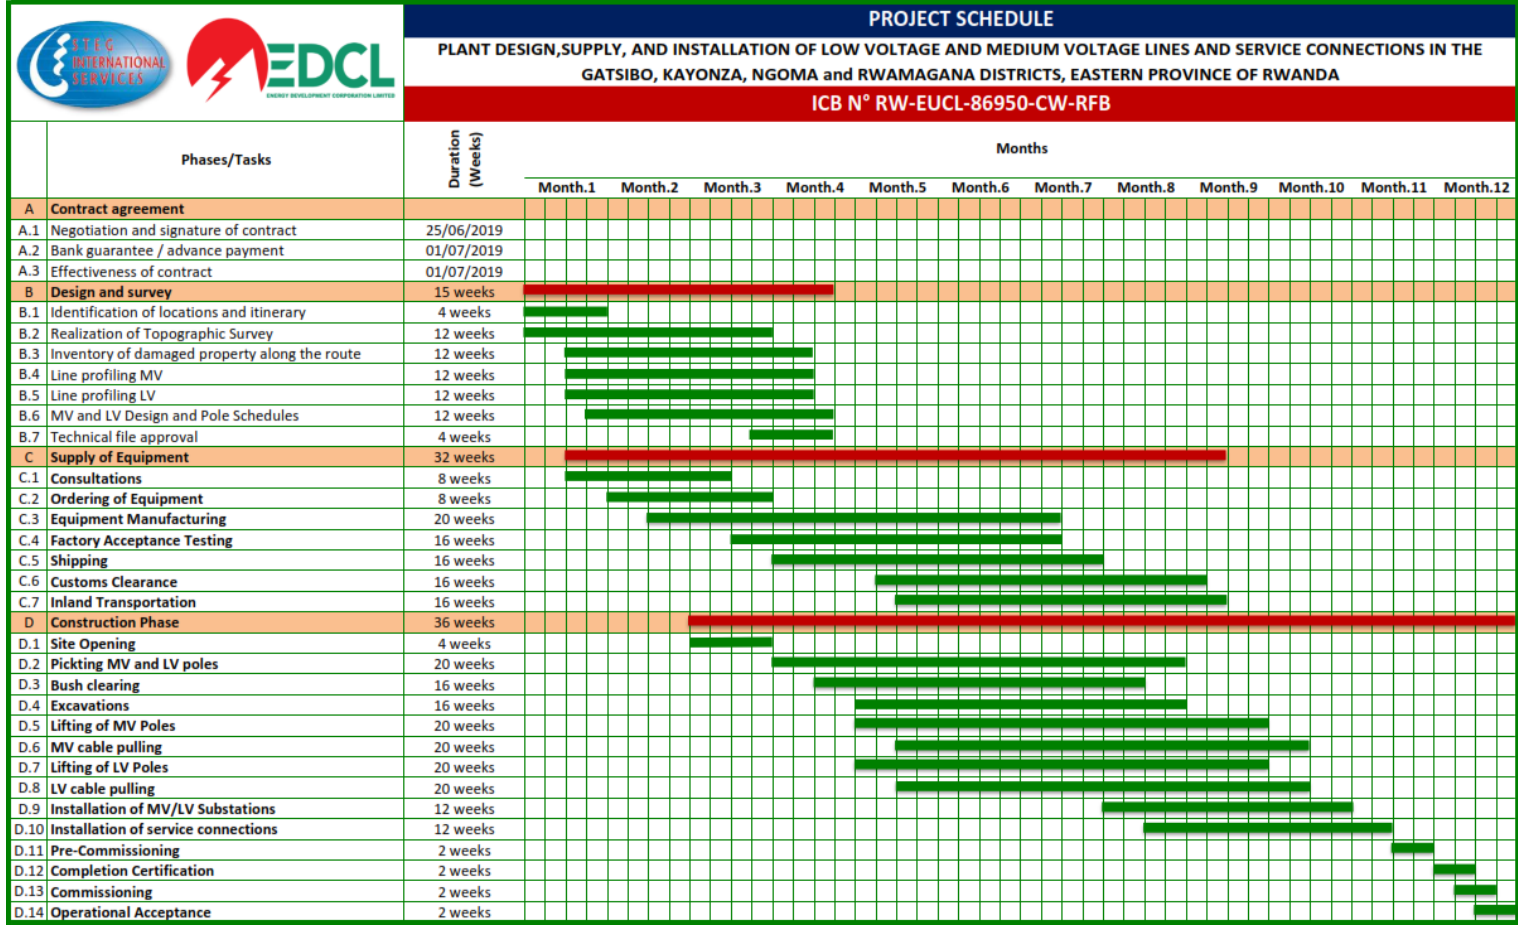 STEG
INTERNATIONAL
SERVICES
EDCL
ENERGY DEVELOPMENT CORPORATION LIMITED
PROJECT SCHEDULE
PLANT DESIGN,SUPPLY, AND INSTALLATION OF LOW VOLTAGE AND MEDIUM VOLTAGE LINES AND SERVICE CONNECTIONS IN THE
GATSIBO, KAYONZA, NGOMA and RWAMAGANA DISTRICTS, EASTERN PROVINCE OF RWANDA
ICB N° RW-EUCL-86950-CW-RFB
Phases/Tasks
Duration
(Weeks)
Months
Month.1 Month.2 Month.3 Month.4 Month.5 Month.6 Month.7 Month.8 Month.9 Month.10 Month.11 Month.12
A Contract agreement
A.1 Negotiation and signature of contract 25/06/2019
A.2 Bank guarantee / advance payment 01/07/2019
A.3 Effectiveness of contract 01/07/2019
B Design and survey 15 weeks
B.1 Identification of locations and itinerary 4 weeks
B.2 Realization of Topographic Survey 12 weeks
B.3 Inventory of damaged property along the route 12 weeks
B.4 Line profiling MV 12 weeks
B.5 Line profiling LV 12 weeks
B.6 MV and LV Design and Pole Schedules 12 weeks
B.7 Technical file approval 4 weeks
C Supply of Equipment 32 weeks
C.1 Consultations 8 weeks
C.2 Ordering of Equipment 8 weeks
C.3 Equipment Manufacturing 20 weeks
C.4 Factory Acceptance Testing 16 weeks
C.5 Shipping 16 weeks
C.6 Customs Clearance 16 weeks
C.7 Inland Transportation 16 weeks
D Construction Phase 36 weeks
D.1 Site Opening 4 weeks
D.2 Pickting MV and LV poles 20 weeks
D.3 Bush clearing 16 weeks
D.4 Excavations 16 weeks
D.5 Lifting of MV Poles 20 weeks
D.6 MV cable pulling 20 weeks
D.7 Lifting of LV Poles 20 weeks
D.8 LV cable pulling 20 weeks
D.9 Installation of MV/LV Substations 12 weeks
D.10 Installation of service connections 12 weeks
D.11 Pre-Commissioning 2 weeks
D.12 Completion Certification 2 weeks
D.13 Commissioning 2 weeks
D.14 Operational Acceptance 2 weeks